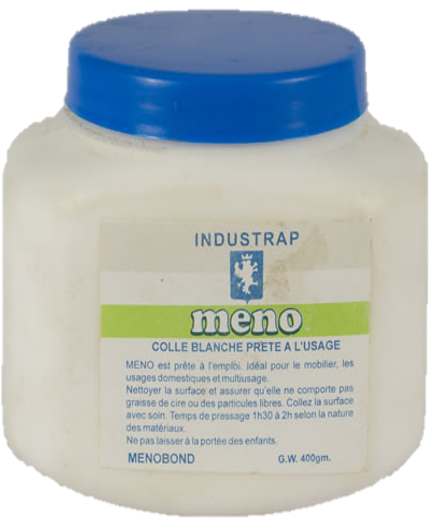 INDUSTRAP
meno
COLLE BLANCHE PRETE A L'USAGE
MENO est prête à l'emploi. Idéal pour le mobilier, les
usages domestiques et multiusage.
Nettoyer la surface et assurer qu'elle ne comporte pas
graisse de cire ou des particules libres. Collez la surface
avec soin. Temps de pressage 1h30 à 2h selon la nature
des matériaux.
Ne pas laisser à la portée des enfants.
MENOBOND G.W. 400gm.